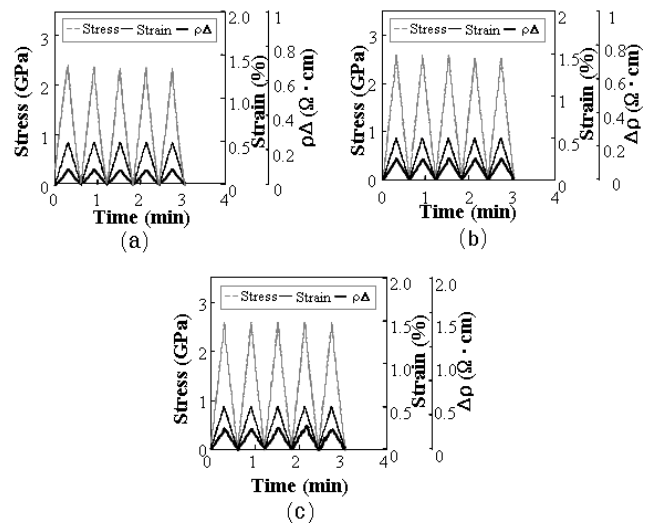 Stress (GPa)
3
2
1
0
Stress Strain ρΔ
2.0
1.5
1.0
0.5
0
Strain (%)
1
0.8
0.6
0.4
0.2
0
ρΔ (Ω · cm)
0 1 2 3 4
Time (min)
(a)
Stress (GPa)
3
2
1
0
Stress Strain ρΔ
2.0
1.5
1.0
0.5
0
Strain (%)
1
0.8
0.6
0.4
0.2
0
Δρ (Ω · cm)
0 1 2 3 4
Time (min)
(b)
Stress (GPa)
3
2
1
0
Stress Strain ρΔ
2.0
1.5
1.0
0.5
0
Strain (%)
2.0
1.5
1.0
0.5
0.0
Δρ (Ω · cm)
0 1 2 3 4
Time (min)
(c)